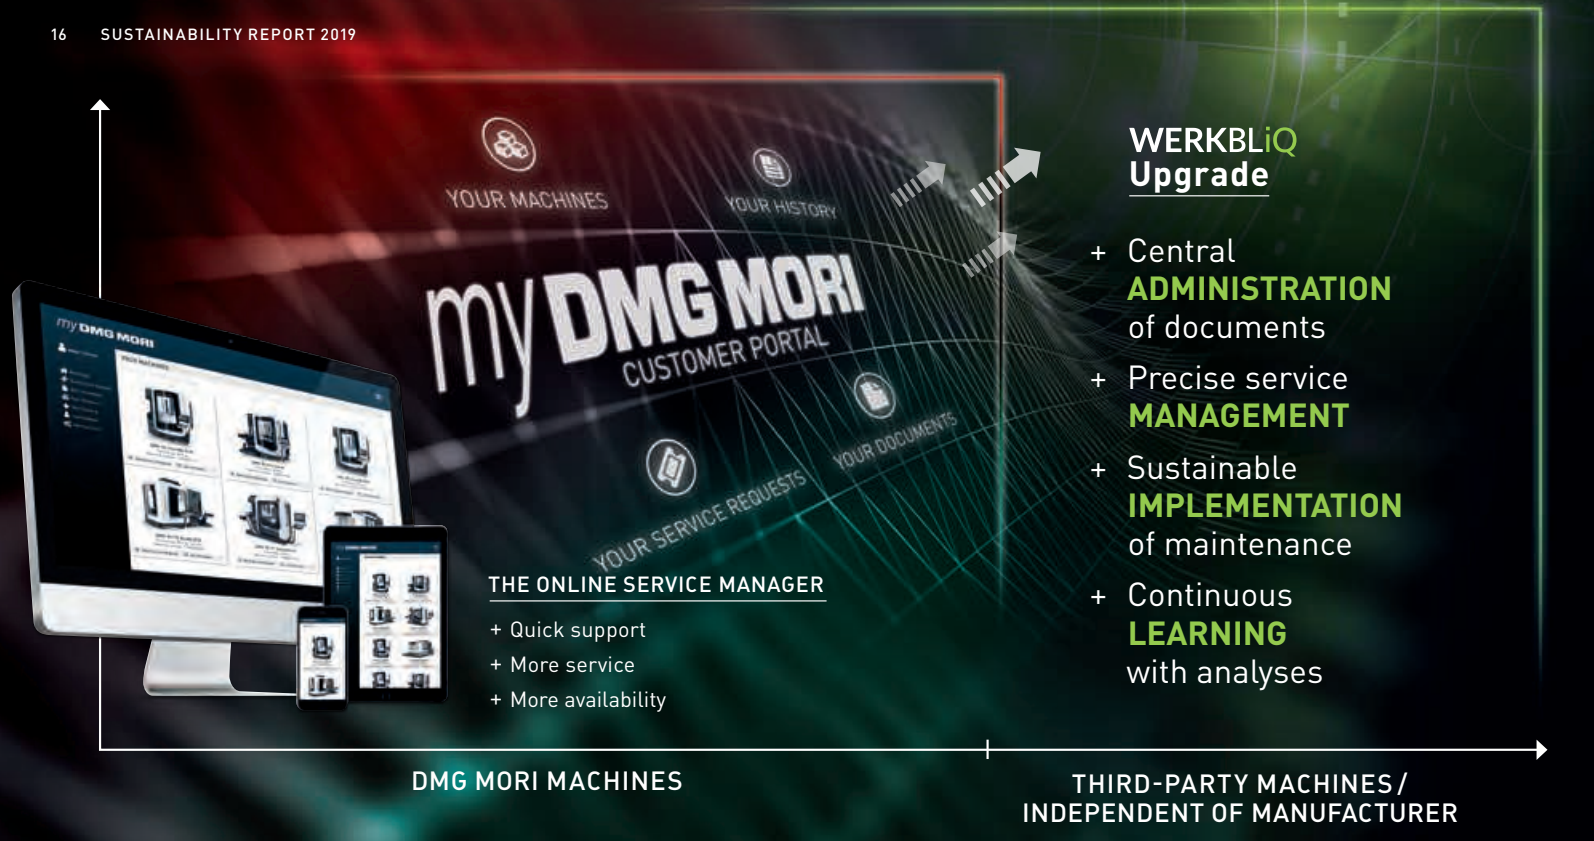 16 SUSTAINABILITY REPORT 2019
YOUR MACHINES
YOUR HISTORY
my DMG MORI
CUSTOMER PORTAL
YOUR DOCUMENTS
YOUR SERVICE REQUESTS
my DMG MORI
THE ONLINE SERVICE MANAGER
+ Quick support
+ More service
+ More availability
WERKBLiQ
Upgrade
+ Central
ADMINISTRATION
of documents
+ Precise service
MANAGEMENT
+ Sustainable
IMPLEMENTATION
of maintenance
+ Continuous
LEARNING
with analyses
DMG MORI MACHINES
THIRD-PARTY MACHINES /
INDEPENDENT OF MANUFACTURER